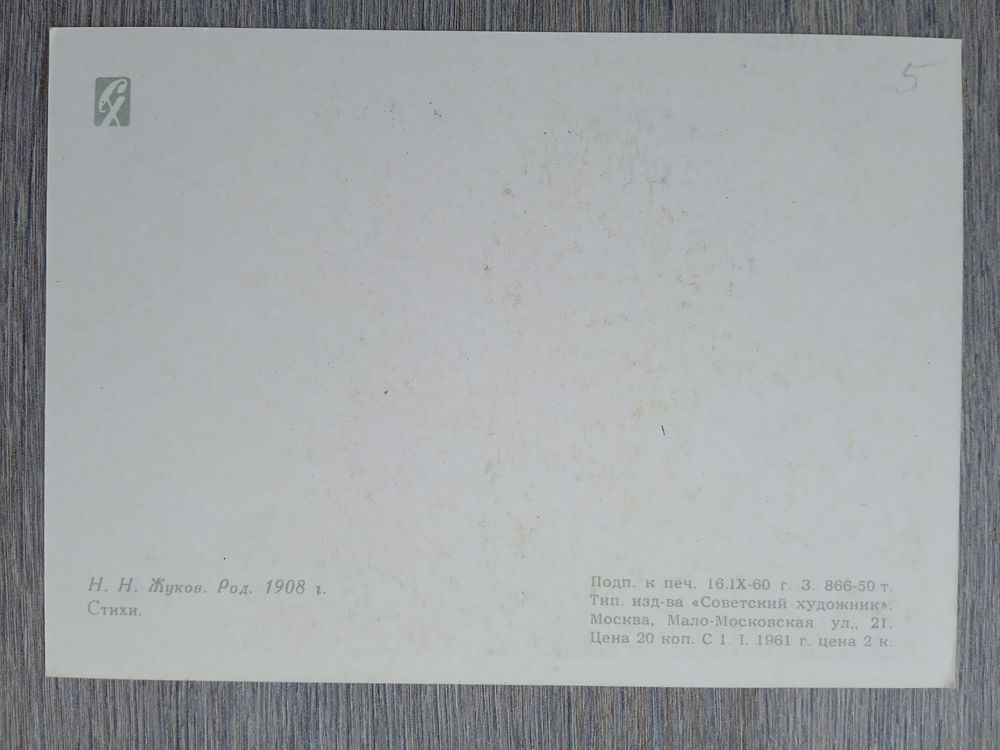 СХ
5
Н. Н. Жуков. Род. 1908 г.
Стихи.
Подп. к печ. 16.IX-60 г. З. 866-50 т.
Тип. изд-ва «Советский художник».
Москва, Мало-Московская ул., 21.
Цена 20 коп. С 1. I. 1961 г. цена 2 к.